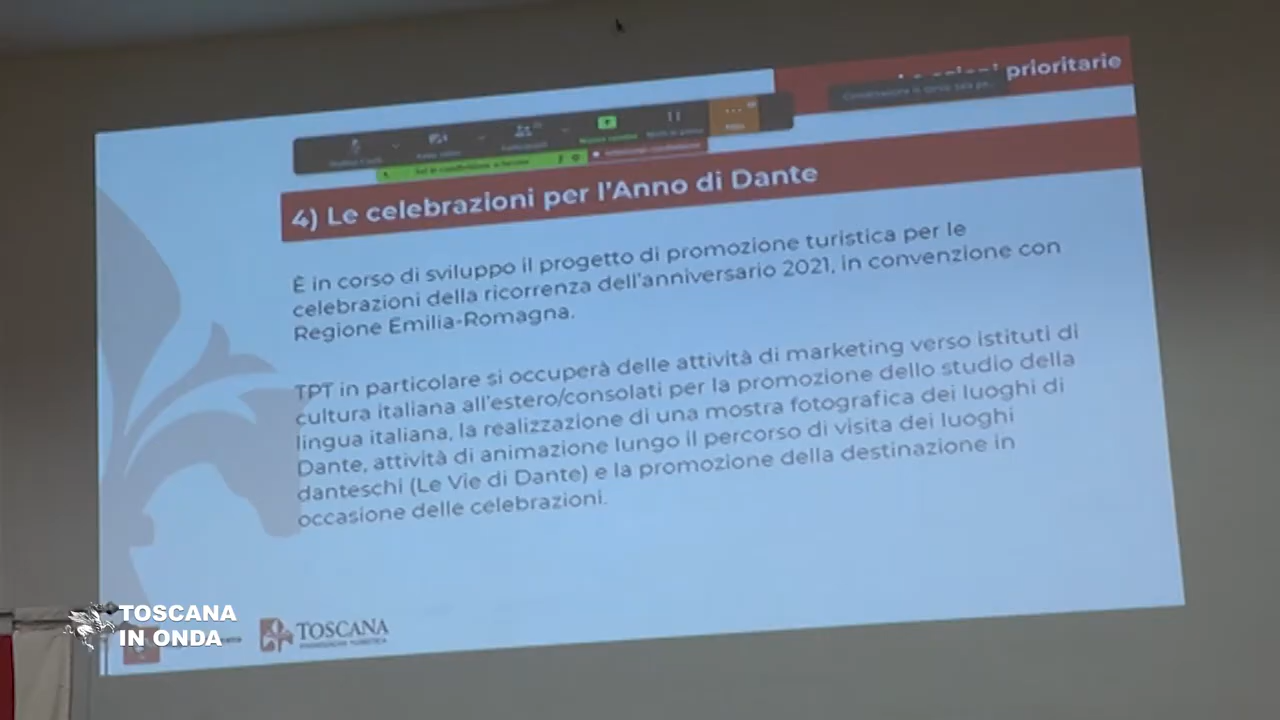 prioritarie
4) Le celebrazioni per l'Anno di Dante
È in corso di sviluppo il progetto di promozione turistica per le
celebrazioni della ricorrenza dell'anniversario 2021, in convenzione con
Regione Emilia-Romagna.
TPT in particolare si occuperà delle attività di marketing verso istituti di
cultura italiana all'estero/consolati per la promozione dello studio della
lingua italiana, la realizzazione di una mostra fotografica dei luoghi di
Dante, attività di animazione lungo il percorso di visita dei luoghi
danteschi (Le Vie di Dante) e la promozione della destinazione in
occasione delle celebrazioni.
TOSCANA
IN ONDA
TOSCANA